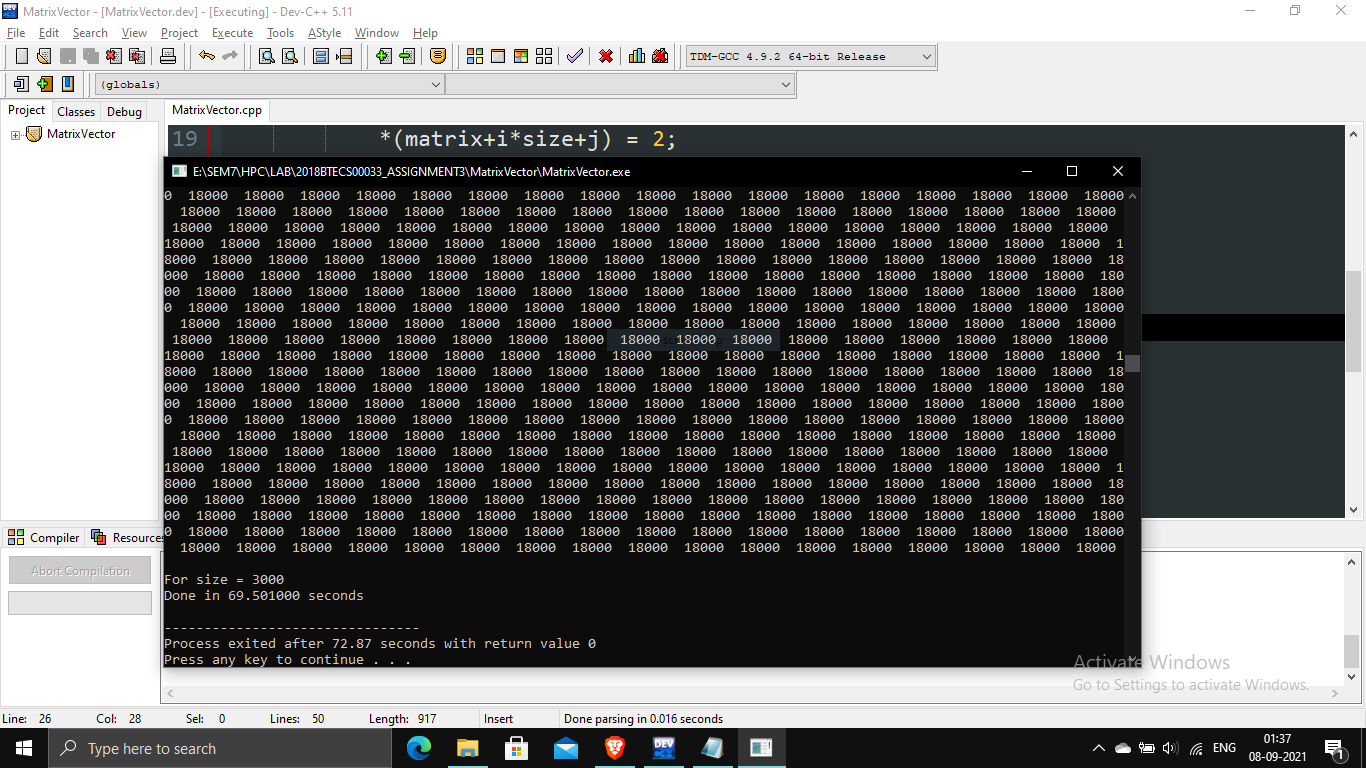 MatrixVector - [MatrixVector.dev] - [Executing] - Dev-C++ 5.11
File Edit Search View Project Execute Tools AStyle Window Help
TDM-GCC 4.9.2 64-bit Release
(globals)
Project Classes Debug MatrixVector.cpp
MatrixVector
19 *(matrix+i*size+j) = 2;
E:\SEM7\HPC\LAB\2018BTECS00033_ASSIGNMENT3\MatrixVector\MatrixVector.exe
0 18000 18000 18000 18000 18000 18000 18000 18000 18000 18000 18000 18000 18000 18000 18000 18000 18000
18000 18000 18000 18000 18000 18000 18000 18000 18000 18000 18000 18000 18000 18000 18000 18000 18000
18000 18000 18000 18000 18000 18000 18000 18000 18000 18000 18000 18000 18000 18000 18000 18000 18000
18000 18000 18000 18000 18000 18000 18000 18000 18000 18000 18000 18000 18000 18000 18000 18000 18000 1
8000 18000 18000 18000 18000 18000 18000 18000 18000 18000 18000 18000 18000 18000 18000 18000 18000 18
000 18000 18000 18000 18000 18000 18000 18000 18000 18000 18000 18000 18000 18000 18000 18000 18000 180
00 18000 18000 18000 18000 18000 18000 18000 18000 18000 18000 18000 18000 18000 18000 18000 18000 1800
0 18000 18000 18000 18000 18000 18000 18000 18000 18000 18000 18000 18000 18000 18000 18000 18000 18000
18000 18000 18000 18000 18000 18000 18000 18000 18000 18000 18000 18000 18000 18000 18000 18000 18000
18000 18000 18000 18000 18000 18000 18000 18000 18000 18000 18000 18000 18000 18000 18000 18000 18000
18000 18000 18000 18000 18000 18000 18000 18000 18000 18000 18000 18000 18000 18000 18000 18000 18000 1
8000 18000 18000 18000 18000 18000 18000 18000 18000 18000 18000 18000 18000 18000 18000 18000 18000 18
000 18000 18000 18000 18000 18000 18000 18000 18000 18000 18000 18000 18000 18000 18000 18000 18000 180
00 18000 18000 18000 18000 18000 18000 18000 18000 18000 18000 18000 18000 18000 18000 18000 18000 1800
0 18000 18000 18000 18000 18000 18000 18000 18000 18000 18000 18000 18000 18000 18000 18000 18000 18000
18000 18000 18000 18000 18000 18000 18000 18000 18000 18000 18000 18000 18000 18000 18000 18000 18000
18000 18000 18000 18000 18000 18000 18000 18000 18000 18000 18000 18000 18000 18000 18000 18000 18000
18000 18000 18000 18000 18000 18000 18000 18000 18000 18000 18000 18000 18000 18000 18000 18000 18000 1
8000 18000 18000 18000 18000 18000 18000 18000 18000 18000 18000 18000 18000 18000 18000 18000 18000 18
000 18000 18000 18000 18000 18000 18000 18000 18000 18000 18000 18000 18000 18000 18000 18000 18000 180
00 18000 18000 18000 18000 18000 18000 18000 18000 18000 18000 18000 18000 18000 18000 18000 18000 1800
0 18000 18000 18000 18000 18000 18000 18000 18000 18000 18000 18000 18000 18000 18000 18000 18000 18000
18000 18000 18000 18000 18000 18000 18000 18000 18000 18000 18000 18000 18000 18000 18000 18000 18000
For size = 3000
Done in 69.501000 seconds
--------------------------------
Process exited after 72.87 seconds with return value 0
Press any key to continue . . .
Compiler Resources
Abort Compilation
Activate Windows
Go to Settings to activate Windows.
Line: 26 Col: 28 Sel: 0 Lines: 50 Length: 917 Insert Done parsing in 0.016 seconds
Type here to search
DEV
ENG
01:37
08-09-2021
1